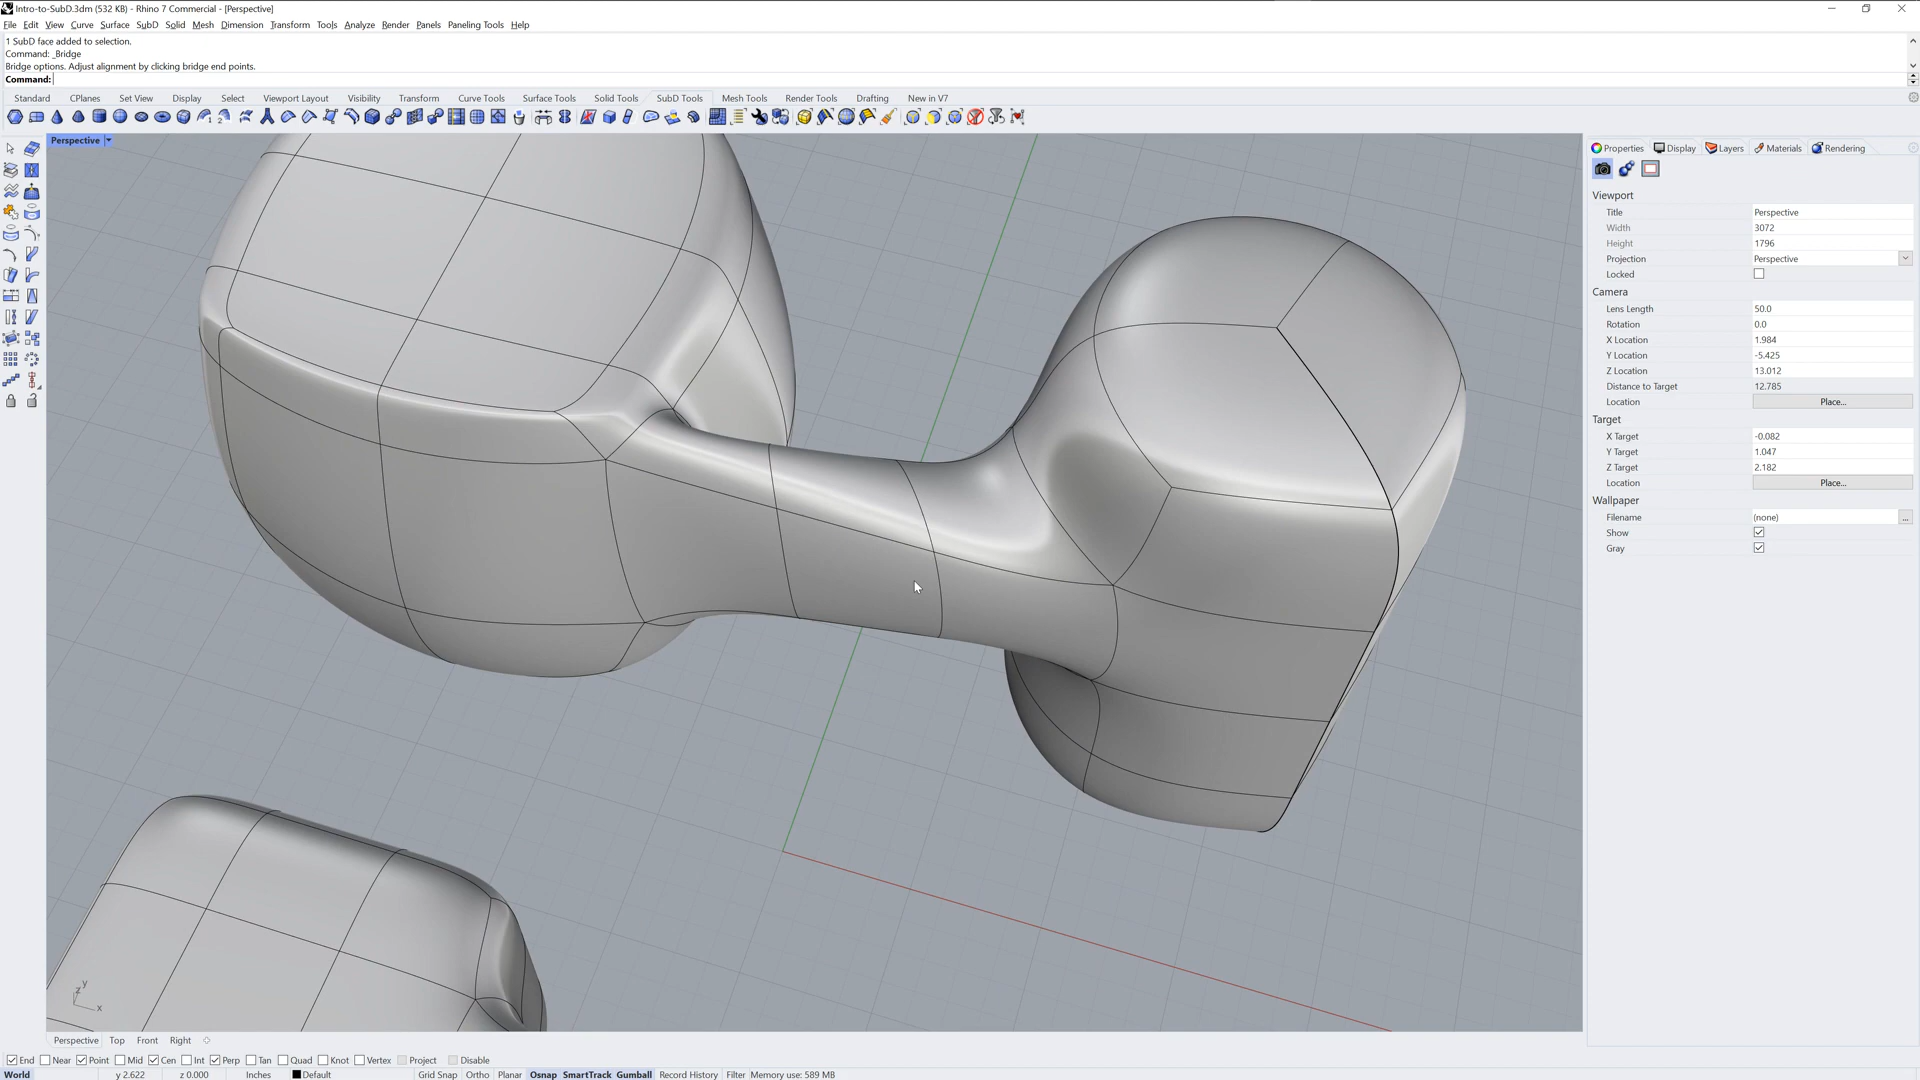 Intro-to-SubD.3dm (532 KB) - Rhino 7 Commercial - [Perspective]
File Edit View Curve Surface SubD Solid Mesh Dimension Transform Tools Analyze Render Panels Paneling Tools Help
1 SubD face added to selection.
Command: _Bridge
Bridge options. Adjust alignment by clicking bridge end points.
Command:
Standard CPlanes Set View Display Select Viewport Layout Visibility Transform Curve Tools Surface Tools Solid Tools SubD Tools Mesh Tools Render Tools Drafting New in V7
Perspective
Properties Display Layers Materials Rendering
Viewport
Title Perspective
Width 3072
Height 1796
Projection Perspective
Locked
Camera
Lens Length 50.0
Rotation 0.0
X Location 1.984
Y Location -5.425
Z Location 13.012
Distance to Target 12.785
Location Place...
Target
X Target -0.082
Y Target 1.047
Z Target 2.182
Location Place...
Wallpaper
Filename (none) ...
Show
Gray
z y x
Perspective Top Front Right
End Near Point Mid Cen Int Perp Tan Quad Knot Vertex Project Disable
World y 2.622 z 0.000 Inches Default Grid Snap Ortho Planar Osnap SmartTrack Gumball Record History Filter Memory use: 589 MB